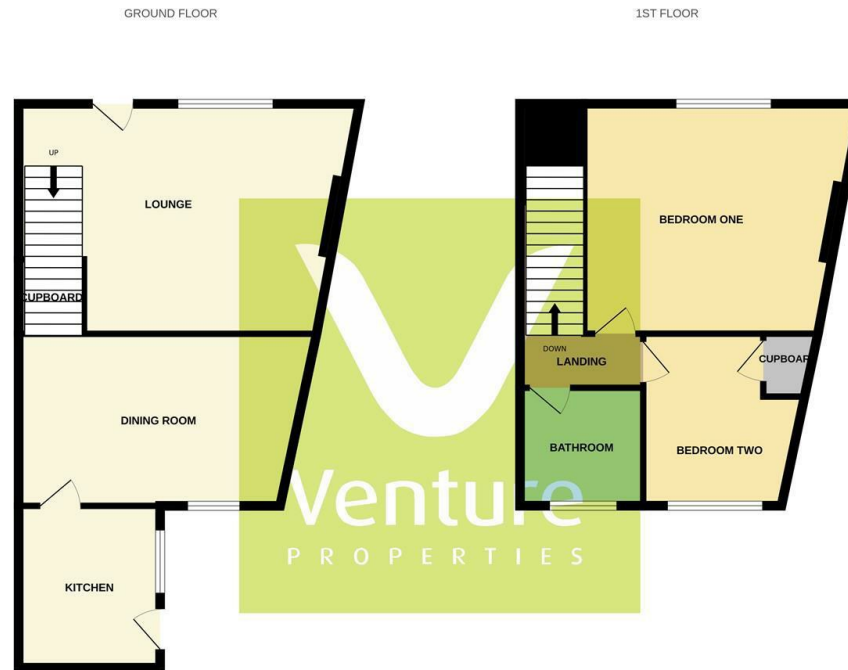 GROUND FLOOR
1ST FLOOR
UP
LOUNGE
CUPBOARD
DINING ROOM
KITCHEN
BEDROOM ONE
DOWN
LANDING
CUPBOAR
BATHROOM
BEDROOM TWO
Venture
PROPERTIES